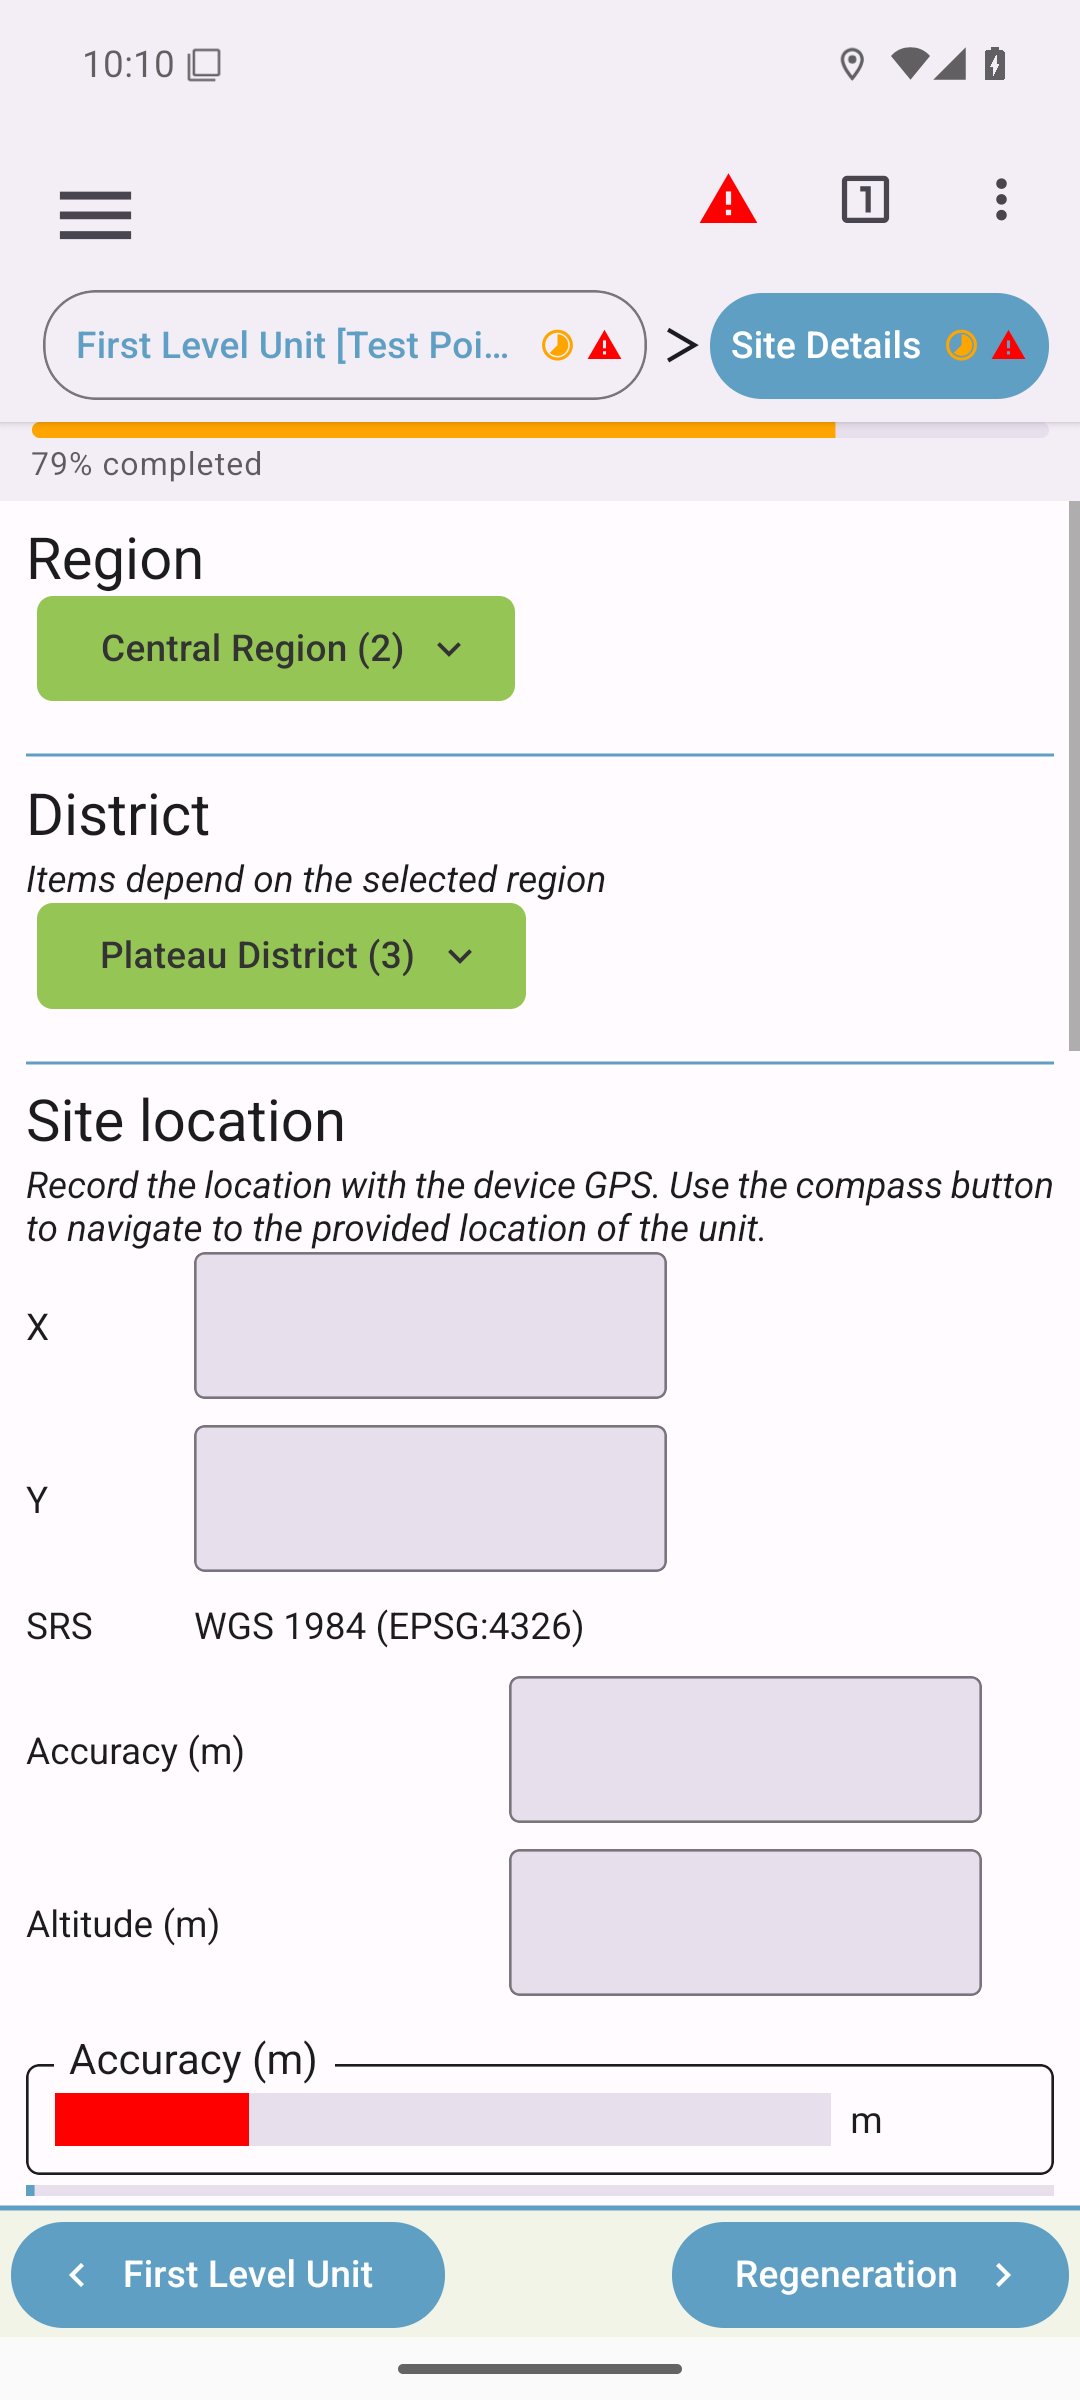 10:10
1
First Level Unit [Test Poi...
>
Site Details
79% completed
Region
Central Region (2)
District
Items depend on the selected region
Plateau District (3)
Site location
Record the location with the device GPS. Use the compass button
to navigate to the provided location of the unit.
X
Y
SRS WGS 1984 (EPSG:4326)
Accuracy (m)
Altitude (m)
Accuracy (m)
m
First Level Unit
Regeneration